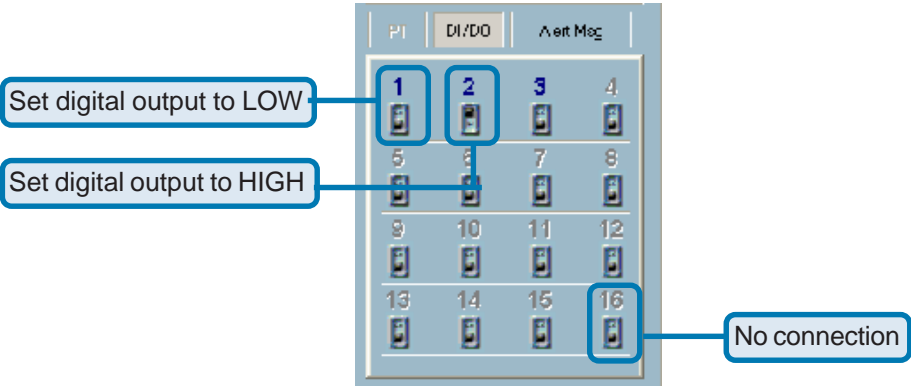 PT DI/DO Alert Msg
1 2 3 4
Set digital output to LOW
5 6 7 8
Set digital output to HIGH
9 10 11 12
13 14 15 16
No connection